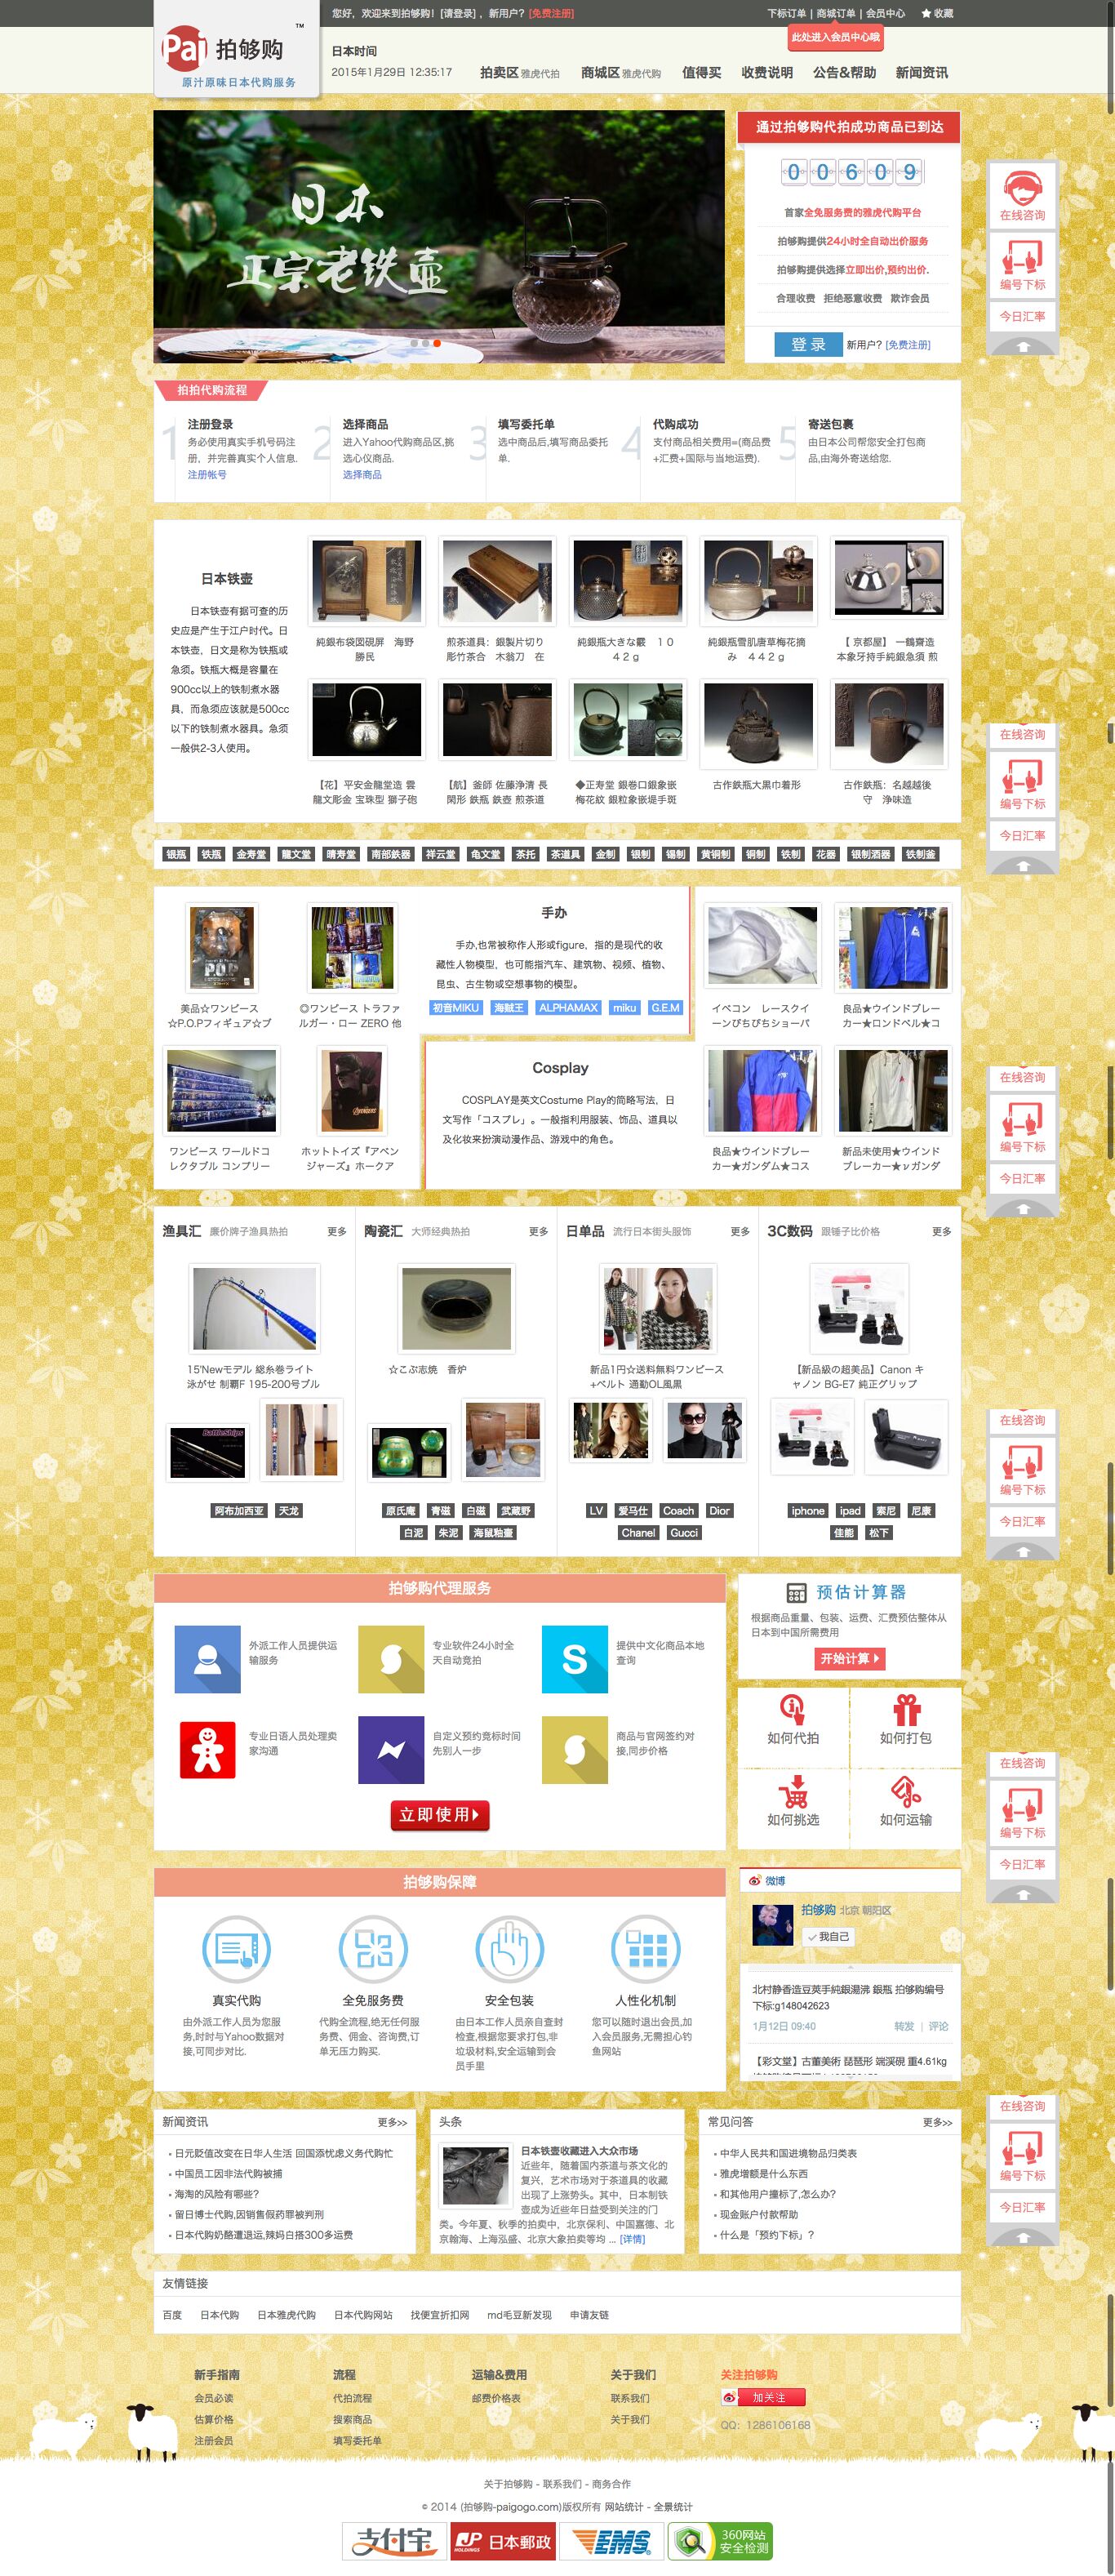 您好，欢迎来到拍够购！[请登录]，新用户？[免费注册]
下标订单 | 商城订单 | 会员中心 ★ 收藏
此处进入会员中心哦
Pai 拍够购 ™
原汁原味日本代购服务
日本时间
2015年1月29日 12:35:17
拍卖区 雅虎代拍 商城区 雅虎代购 值得买 收费说明 公告&帮助 新闻资讯
日本
正宗老铁壶
通过拍够购代拍成功商品已到达
00609
首家全免服务费的雅虎代购平台
拍够购提供24小时全自动出价服务
拍够购提供选择立即出价,预约出价.
合理收费 拒绝恶意收费 欺诈会员
登录 新用户? [免费注册]
在线咨询
编号下标
今日汇率
拍拍代购流程
1 注册登录
务必使用真实手机号码注
册，并完善真实个人信息.
注册帐号
2 选择商品
进入Yahoo代购商品区,挑
选心仪商品.
选择商品
3 填写委托单
选中商品后,填写商品委托
单.
4 代购成功
支付商品相关费用=(商品费
+汇费+国际与当地运费).
5 寄送包裹
由日本公司帮您安全打包商
品,由海外寄送给您.
日本铁壶
日本铁壶有据可查的历
史应是产生于江户时代。日
本铁壶，日文是称为铁瓶或
急须。铁瓶大概是容量在
900cc以上的铁制煮水器
具，而急须应该就是500cc
以下的铁制煮水器具。急须
一般供2-3人使用。
純銀布袋図硯屏 海野
勝民
煎茶道具：銀製片切り
彫竹茶合 木翁刀 在
純銀瓶大きな霰 １０
４２ｇ
純銀瓶雪肌唐草梅花摘
み ４４２ｇ
【 京都屋】 一鶴齋造
本象牙持手純銀急須 煎
【花】平安金龍堂造 雲
龍文彫金 宝珠型 獅子砲
【航】釜師 佐藤浄清 長
閑形 鉄瓶 鉄壺 煎茶道
◆正寿堂 銀卷口銀象嵌
梅花紋 銀粒象嵌堤手斑
古作鉄瓶大黒巾着形
古作鉄瓶：名越越後
守 浄味造
在线咨询
编号下标
今日汇率
银瓶 铁瓶 金寿堂 龍文堂 晴寿堂 南部鉄器 祥云堂 龟文堂 茶托 茶道具 金制 银制 锡制 黄铜制 铜制 铁制 花器 银制酒器 铁制釜
美品☆ワンピース
☆P.O.Pフィギュア☆ブ
◎ワンピース トラファ
ルガー・ロー ZERO 他
手办
手办,也常被称作人形或figure，指的是现代的收
藏性人物模型，也可能指汽车、建筑物、视频、植物、
昆虫、古生物或空想事物的模型。
初音MIKU 海贼王 ALPHAMAX miku G.E.M
イベコン レースクイ
ーンぴちぴちショーパ
良品★ウインドブレー
カー★ロンドベル★コ
ワンピース ワールドコ
レクタブル コンプリー
ホットトイズ『アベン
ジャーズ』ホークア
Cosplay
COSPLAY是英文Costume Play的简略写法，日
文写作「コスプレ」。一般指利用服装、饰品、道具以
及化妆来扮演动漫作品、游戏中的角色。
良品★ウインドブレー
カー★ガンダム★コス
新品未使用★ウインド
ブレーカー★νガンダ
在线咨询
编号下标
今日汇率
渔具汇 廉价牌子渔具热拍 更多
陶瓷汇 大师经典热拍 更多
日单品 流行日本街头服饰 更多
3C数码 跟锤子比价格 更多
15'Newモデル 総糸巻ライト
泳がせ 制覇F 195-200号ブル
☆こぶ志焼 香炉
新品1円☆送料無料ワンピース
+ベルト 通勤OL風黒
【新品級の超美品】Canon キ
ャノン BG-E7 純正グリップ
阿布加西亚 天龙
原氏庵 青磁 白磁 武蔵野
白泥 朱泥 海鼠釉壷
LV 爱马仕 Coach Dior
Chanel Gucci
iphone ipad 索尼 尼康
佳能 松下
在线咨询
编号下标
今日汇率
拍够购代理服务
外派工作人员提供运
输服务
专业软件24小时全
天自动竞拍
提供中文化商品本地
查询
专业日语人员处理卖
家沟通
自定义预约竞标时间
先别人一步
商品与官网签约对
接,同步价格
立即使用
预估计算器
根据商品重量、包装、运费、汇费预估整体从
日本到中国所需费用
开始计算
如何代拍 如何打包
如何挑选 如何运输
在线咨询
编号下标
今日汇率
拍够购保障
真实代购
由外派工作人员为您服
务,时时与Yahoo数据对
接,可同步对比.
全免服务费
代购全流程,绝无任何服
务费、佣金、咨询费,订
单无压力购买.
安全包装
由日本工作人员亲自查封
检查,根据您要求打包,非
垃圾材料,安全运输到会
员手里
人性化机制
您可以随时退出会员,加
入会员服务,无需担心钓
鱼网站
微博
拍够购 北京 朝阳区
我自己
北村静香造豆荚手純銀湯沸 銀瓶 拍够购编号
下标:g148042623
1月12日 09:40 转发 | 评论
【彩文堂】古董美術 琵琶形 端渓硯 重4.61kg
在线咨询
编号下标
今日汇率
新闻资讯 更多>>
日元贬值改变在日华人生活 回国添忧虑义务代购忙
中国员工因非法代购被捕
海淘的风险有哪些?
留日博士代购,因销售假药罪被判刑
日本代购奶酪遭退运,辣妈白搭300多运费
头条
日本铁壶收藏进入大众市场
近些年，随着国内茶道与茶文化的
复兴，艺术市场对于茶道具的收藏
出现了上涨势头。其中，日本制铁
壶成为近些年日益受到关注的门
类。今年夏、秋季的拍卖中，北京保利、中国嘉德、北
京翰海、上海泓盛、北京大象拍卖等均 ... [详情]
常见问答 更多>>
中华人民共和国进境物品归类表
雅虎增额是什么东西
和其他用户撞标了,怎么办?
现金账户付款帮助
什么是「预约下标」?
友情链接
百度 日本代购 日本雅虎代购 日本代购网站 找便宜折扣网 md毛豆新发现 申请友链
新手指南
会员必读
估算价格
注册会员
流程
代拍流程
搜索商品
填写委托单
运输&费用
邮费价格表
关于我们
联系我们
关于我们
关注拍够购
加关注
QQ：1286106168
关于拍够购 - 联系我们 - 商务合作
© 2014 (拍够购-paigogo.com)版权所有 网站统计 - 全景统计
支付宝
JP HOLDINGS 日本郵政
EMS
360网站
安全检测